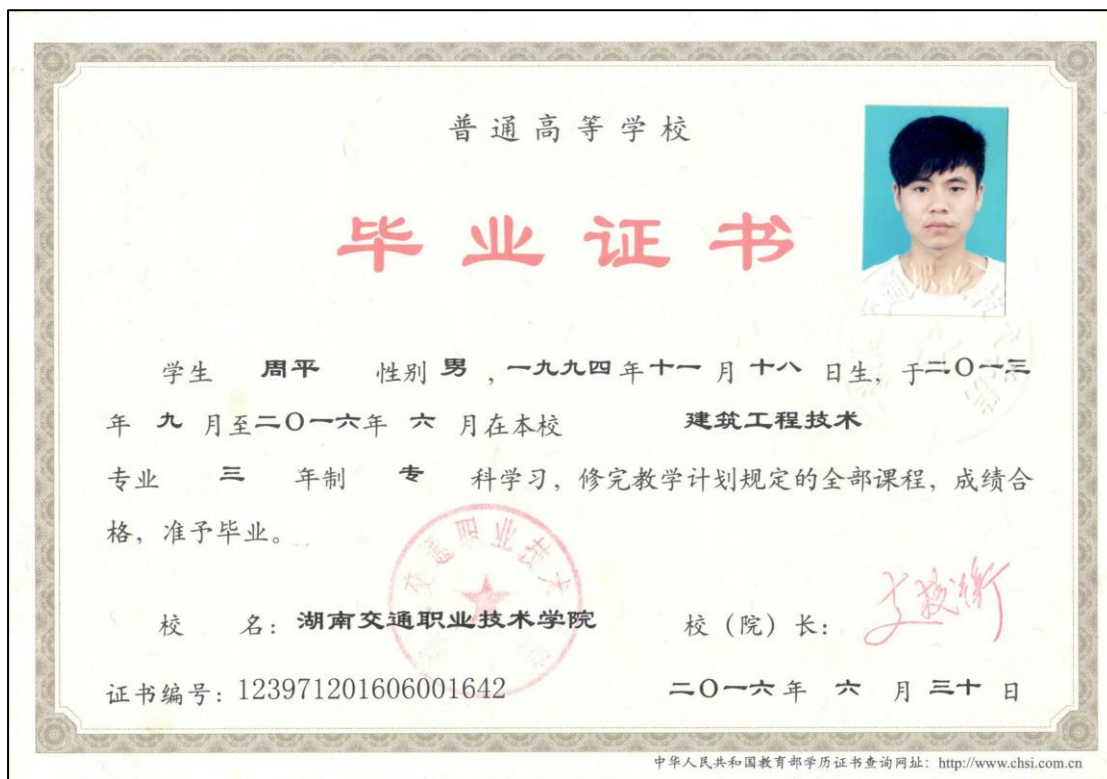 普通高等学校
毕业证书
学生 周平 性别 男 ，一九九四年十一月十八日生，于二〇一三
年九月至二〇一六年六月在本校 建筑工程技术
专业 三 年制 专 科学习，修完教学计划规定的全部课程，成绩合
格，准予毕业。
交通职业技术
校 名：湖南交通职业技术学院 校（院）长：
证书编号：123971201606001642 二〇一六年六月三十日
中华人民共和国教育部学历证书查询网址：http://www.chsi.com.cn